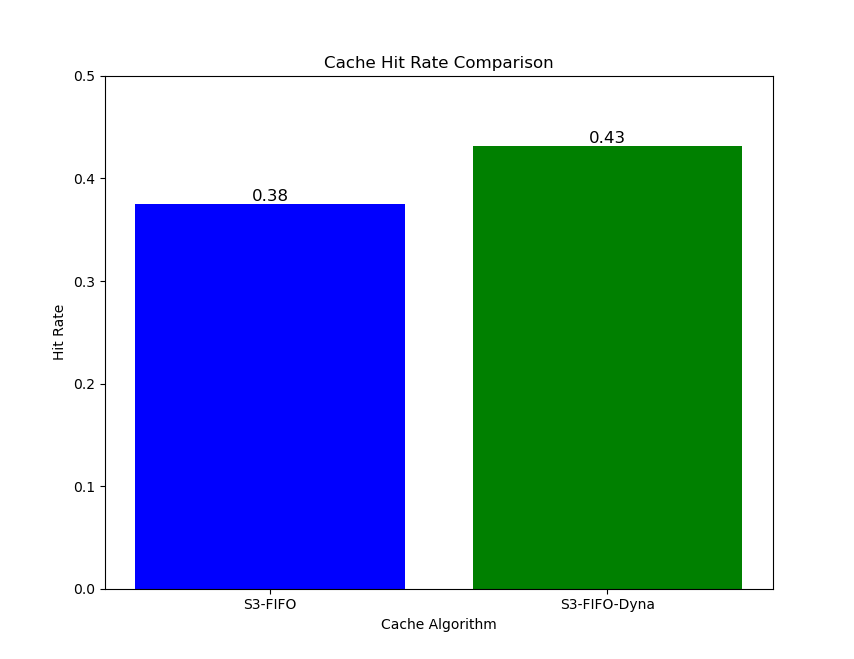 Cache Hit Rate Comparison
0.5
0.4
0.3
0.2
0.1
0.0
Hit Rate
0.38
0.43
S3-FIFO
S3-FIFO-Dyna
Cache Algorithm